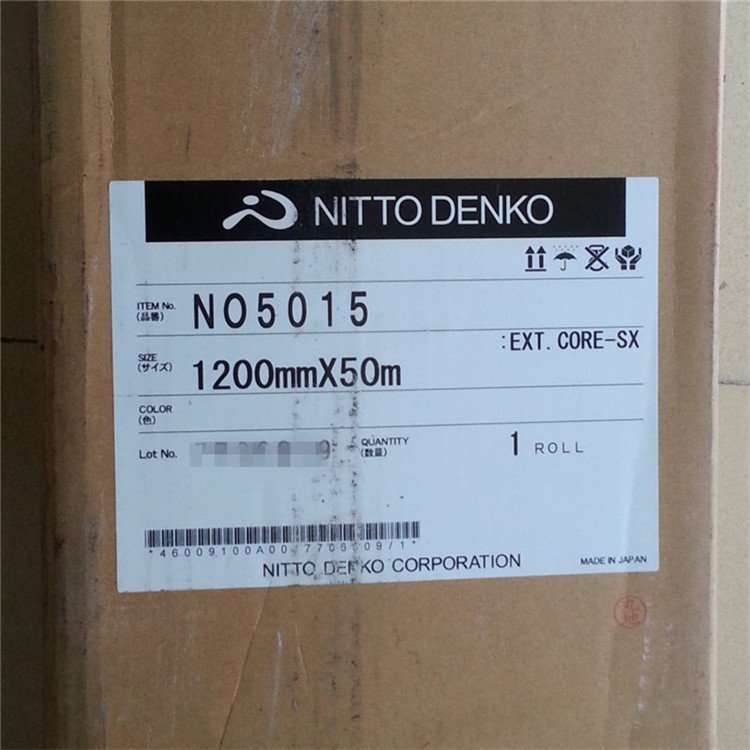 NITTO DENKO
ITEM No. NO5015
(品番)
:EXT. CORE-SX
SIZE 1200mmX50m
(サイズ)
COLOR
(色)
Lot No. QUANTITY 1 ROLL
(数量)
NITTO DENKO CORPORATION
MADE IN JAPAN